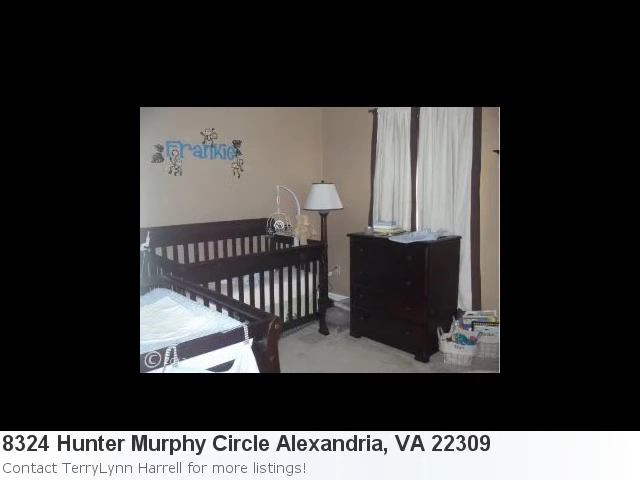 Frankie
©
8324 Hunter Murphy Circle Alexandria, VA 22309
Contact TerryLynn Harrell for more listings!